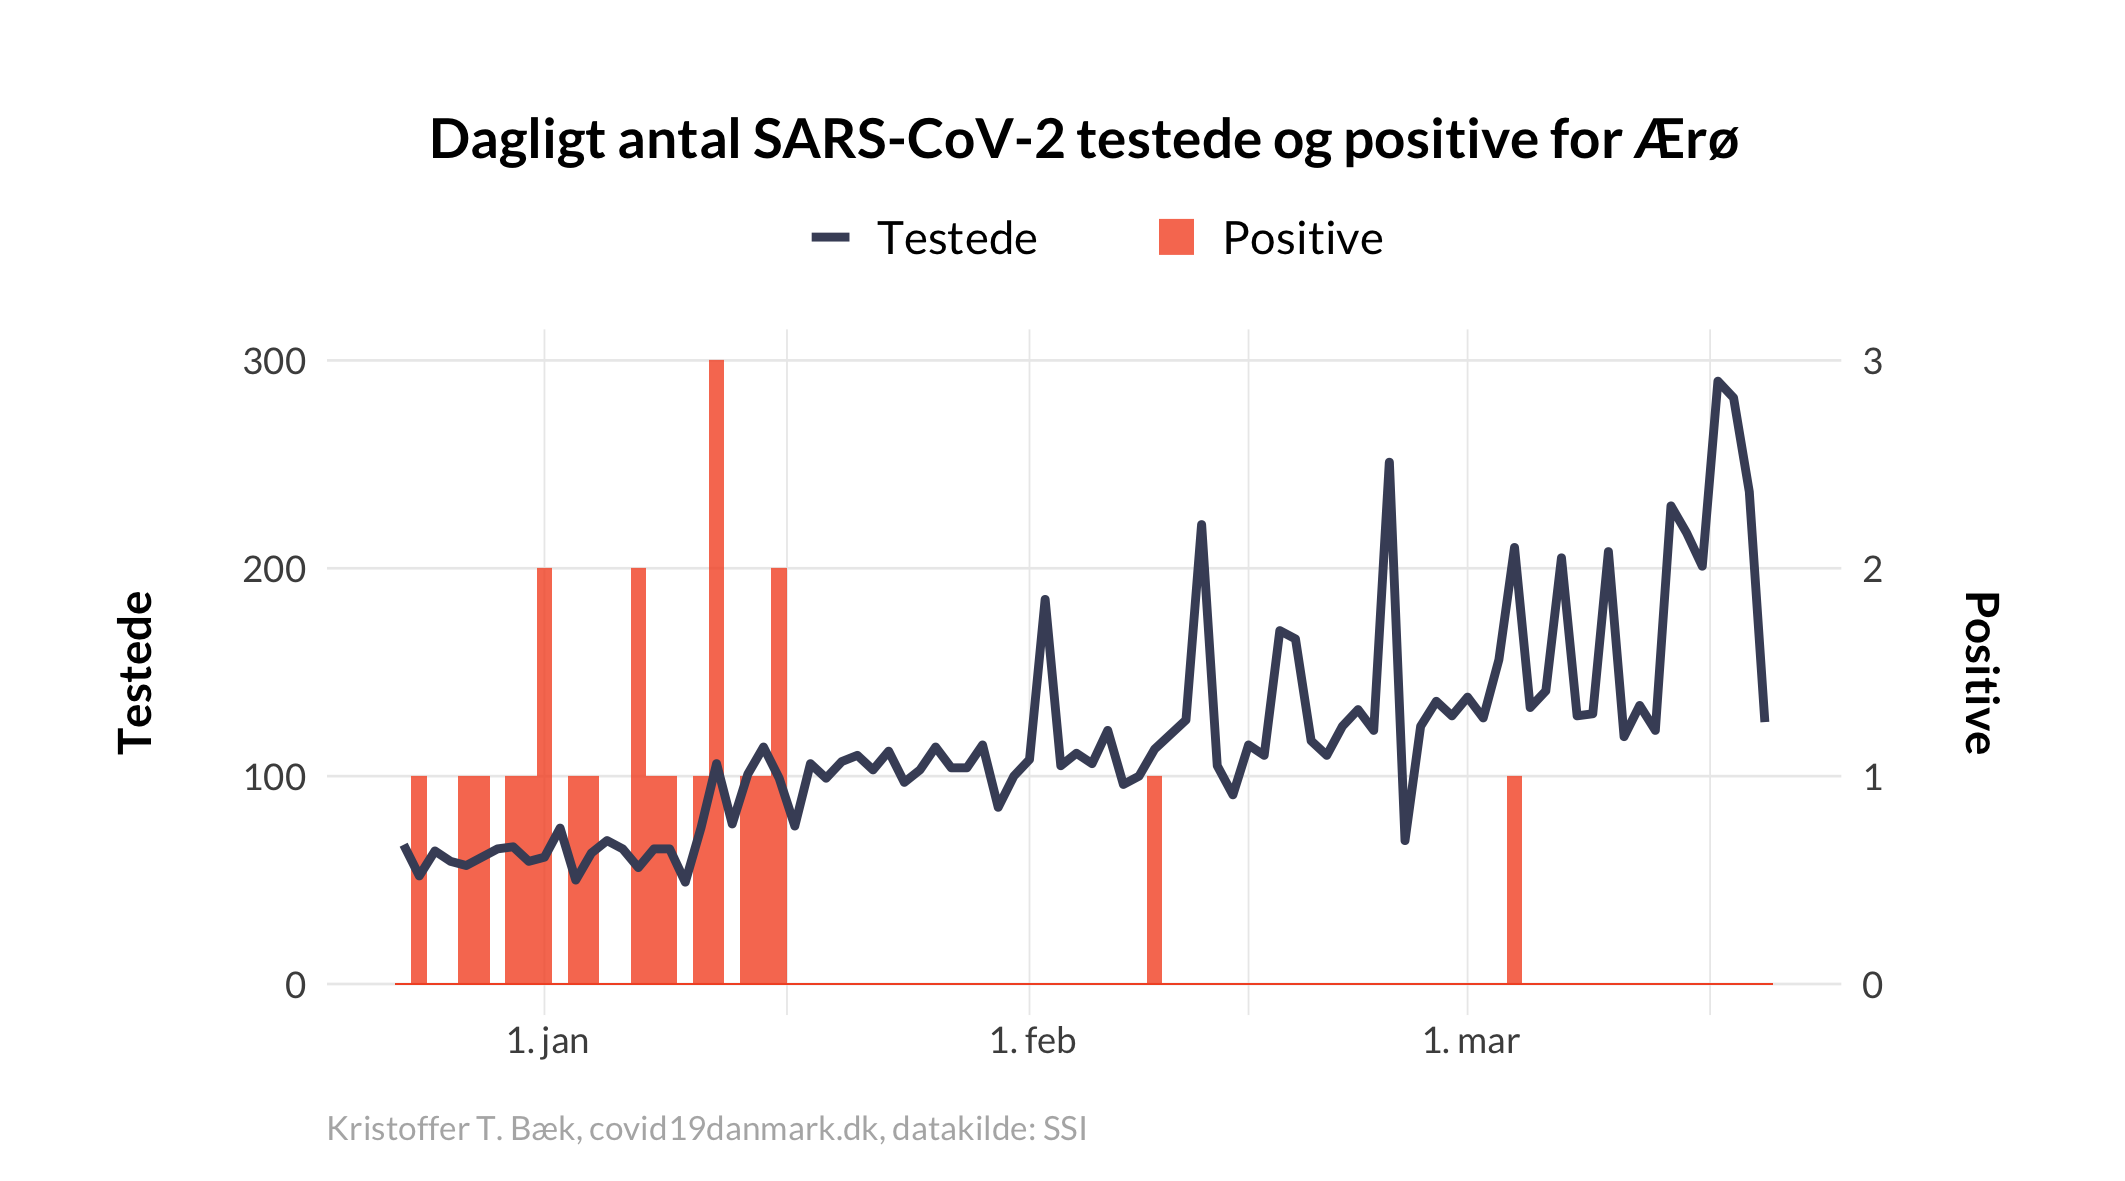 Dagligt antal SARS-CoV-2 testede og positive for Ærø
Testede Positive
300 3
200 2
100 1
0 0
Testede
Positive
1. jan 1. feb 1. mar
Kristoffer T. Bæk, covid19danmark.dk, datakilde: SSI